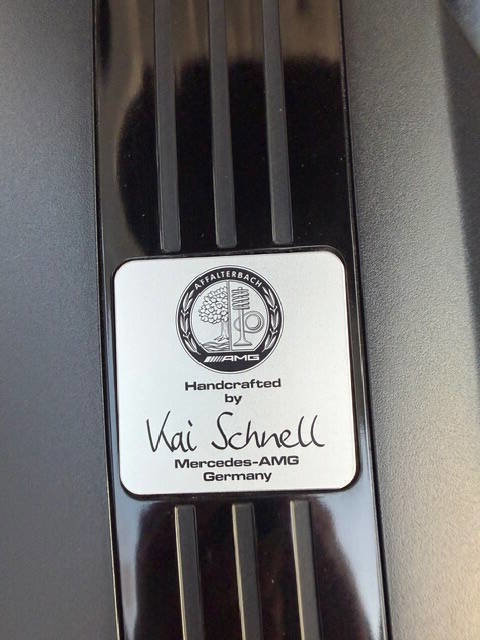 AFFALTERBACH
AMG
Handcrafted
by
Kai Schnell
Mercedes-AMG
Germany